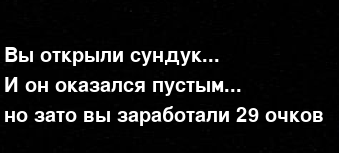 Вы открыли сундук...
И он оказался пустым...
но зато вы заработали 29 очков